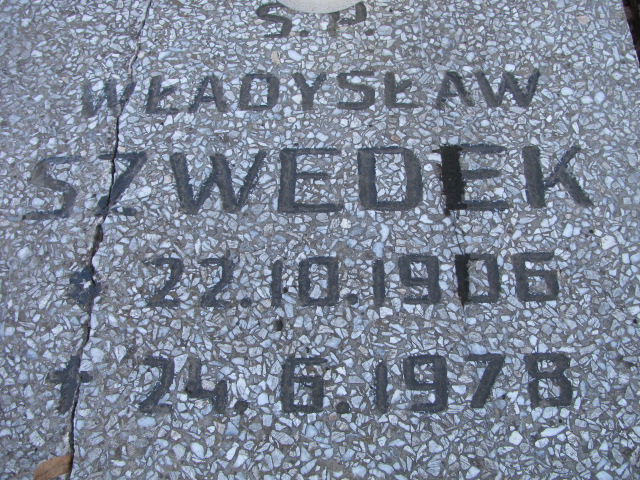 Ś.P.
WŁADYSŁAW
SZWEDEK
* 22.10.1906
† 24.6.1978